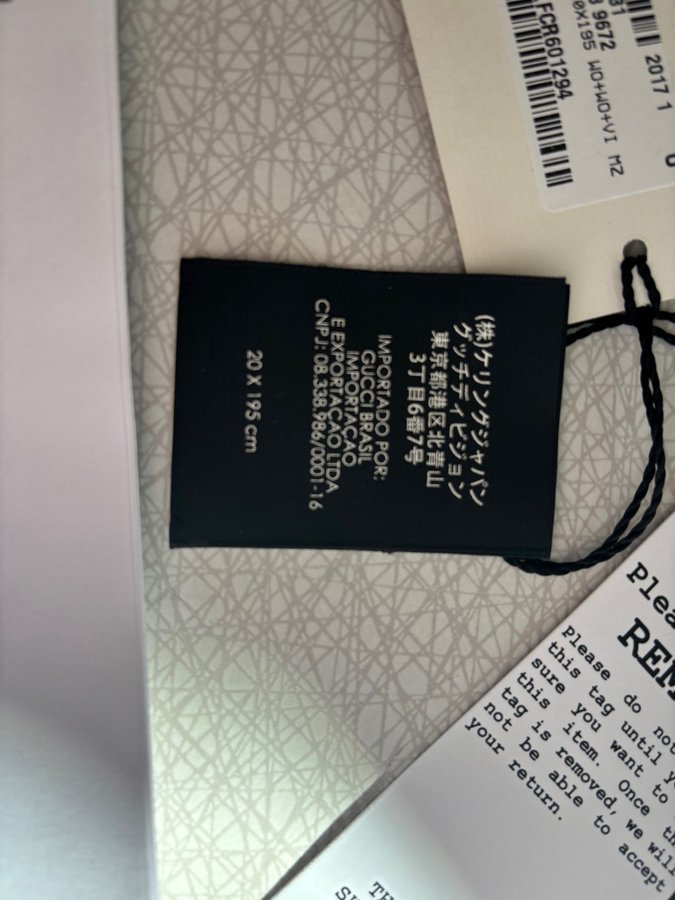 (株)ケリングジャパン
グッチディビジョン
東京都港区北青山
3丁目6番7号
IMPORTADO POR:
GUCCI BRASIL
IMPORTAÇAO
E EXPORTACAO LTDA
CNPJ: 08.338.986/0001-16
20 X 195 cm
2017 1
31
9672
0X195 WO+WO+VI MZ
FCR601294
Please do not
this tag until
sure you want to
this item. Once
tag is removed, we will
not be able to accept
your return.